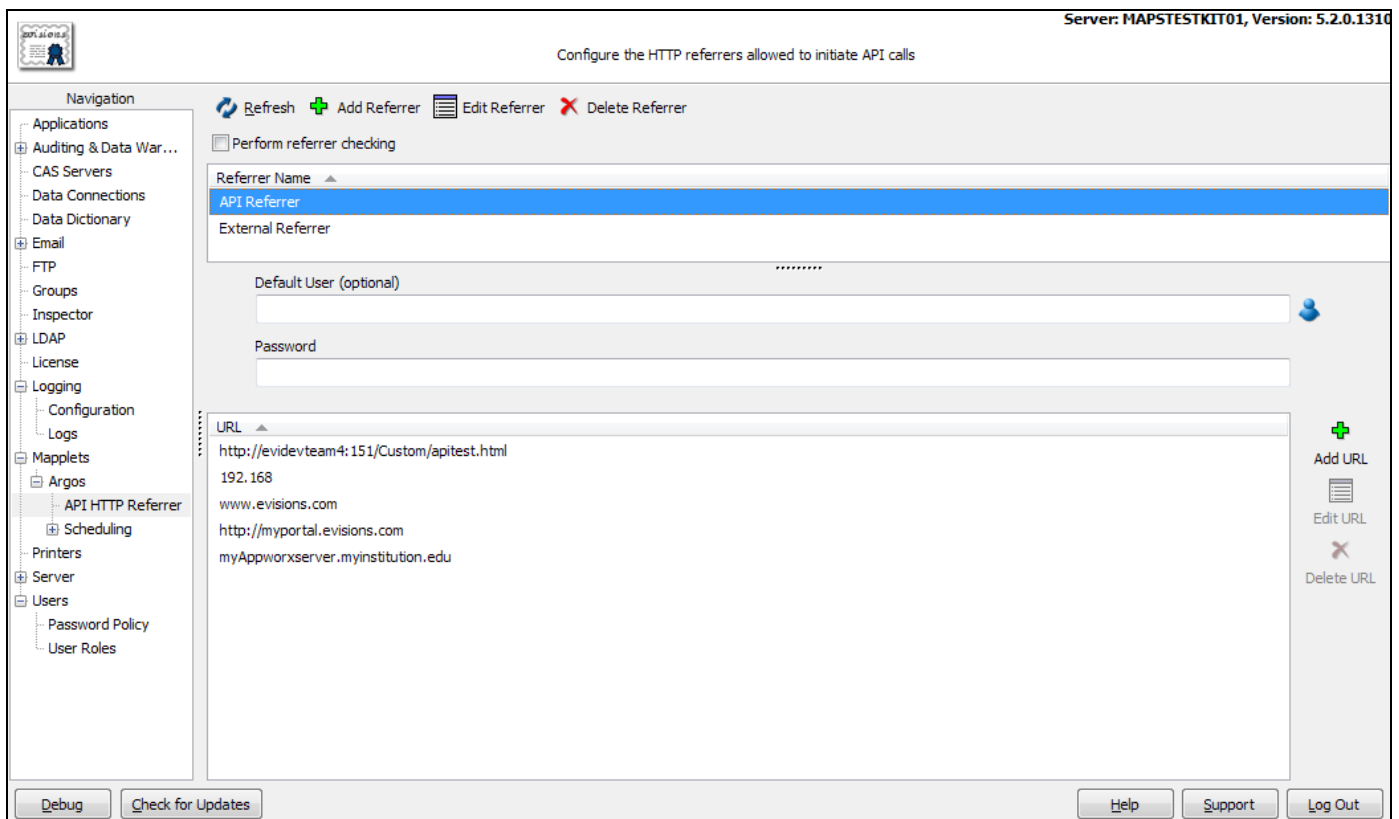 Server: MAPSTESTKIT01, Version: 5.2.0.1310
evisions
Configure the HTTP referrers allowed to initiate API calls
Navigation
Applications
Auditing & Data War...
CAS Servers
Data Connections
Data Dictionary
Email
FTP
Groups
Inspector
LDAP
License
Logging
Configuration
Logs
Mapplets
Argos
API HTTP Referrer
Scheduling
Printers
Server
Users
Password Policy
User Roles
Refresh Add Referrer Edit Referrer Delete Referrer
Perform referrer checking
Referrer Name
API Referrer
External Referrer
Default User (optional)
Password
URL
http://evidevteam4:151/Custom/apitest.html
192.168
www.evisions.com
http://myportal.evisions.com
myAppworxserver.myinstitution.edu
Add URL
Edit URL
Delete URL
Debug Check for Updates Help Support Log Out